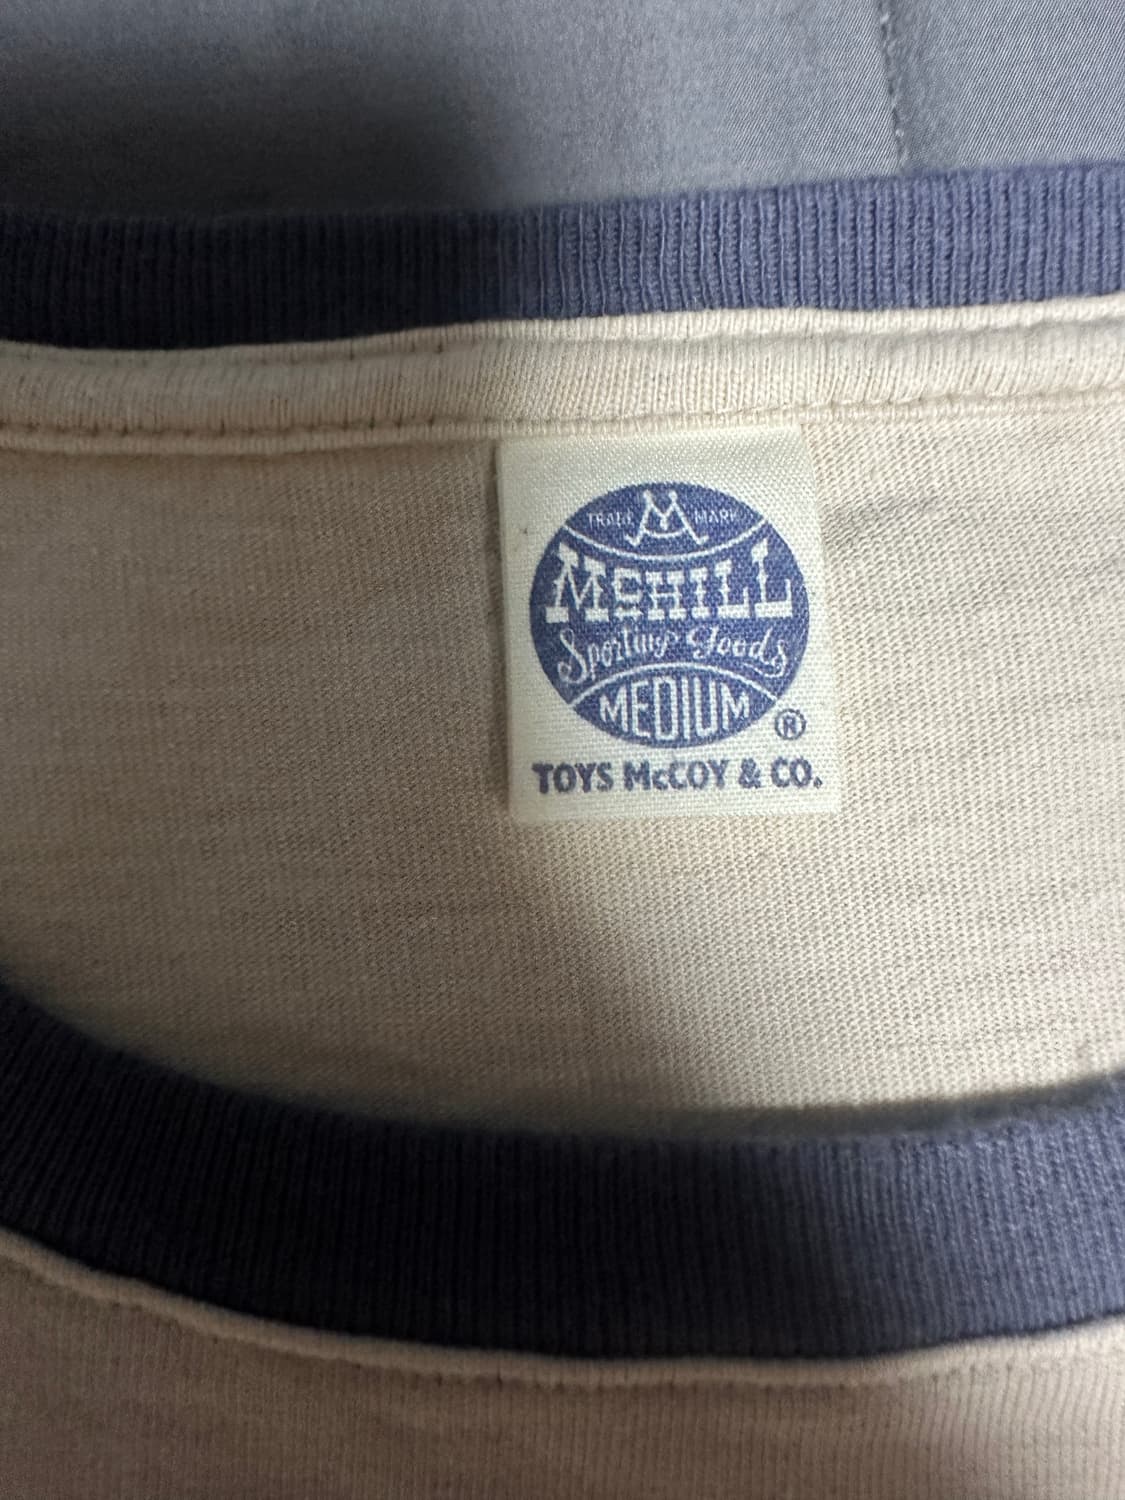 TRADE M MARK
McHILL
Sporting Goods
MEDIUM
®
TOYS McCOY & CO.